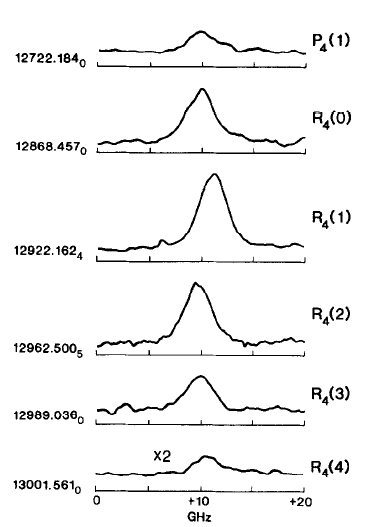 P₄(1)
12722.184₀
R₄(0)
12868.457₀
R₄(1)
12922.162₄
R₄(2)
12962.500₅
R₄(3)
12989.036₀
X2 R₄(4)
13001.561₀
0 +10 +20
GHz